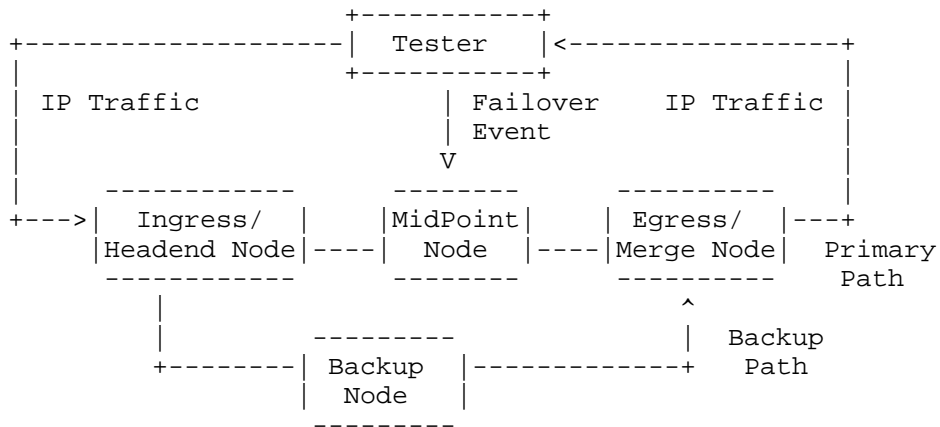 Tester
IP Traffic Failover IP Traffic
Event
Ingress/ MidPoint Egress/
Headend Node Node Merge Node Primary
Path
Backup
Backup Path
Node